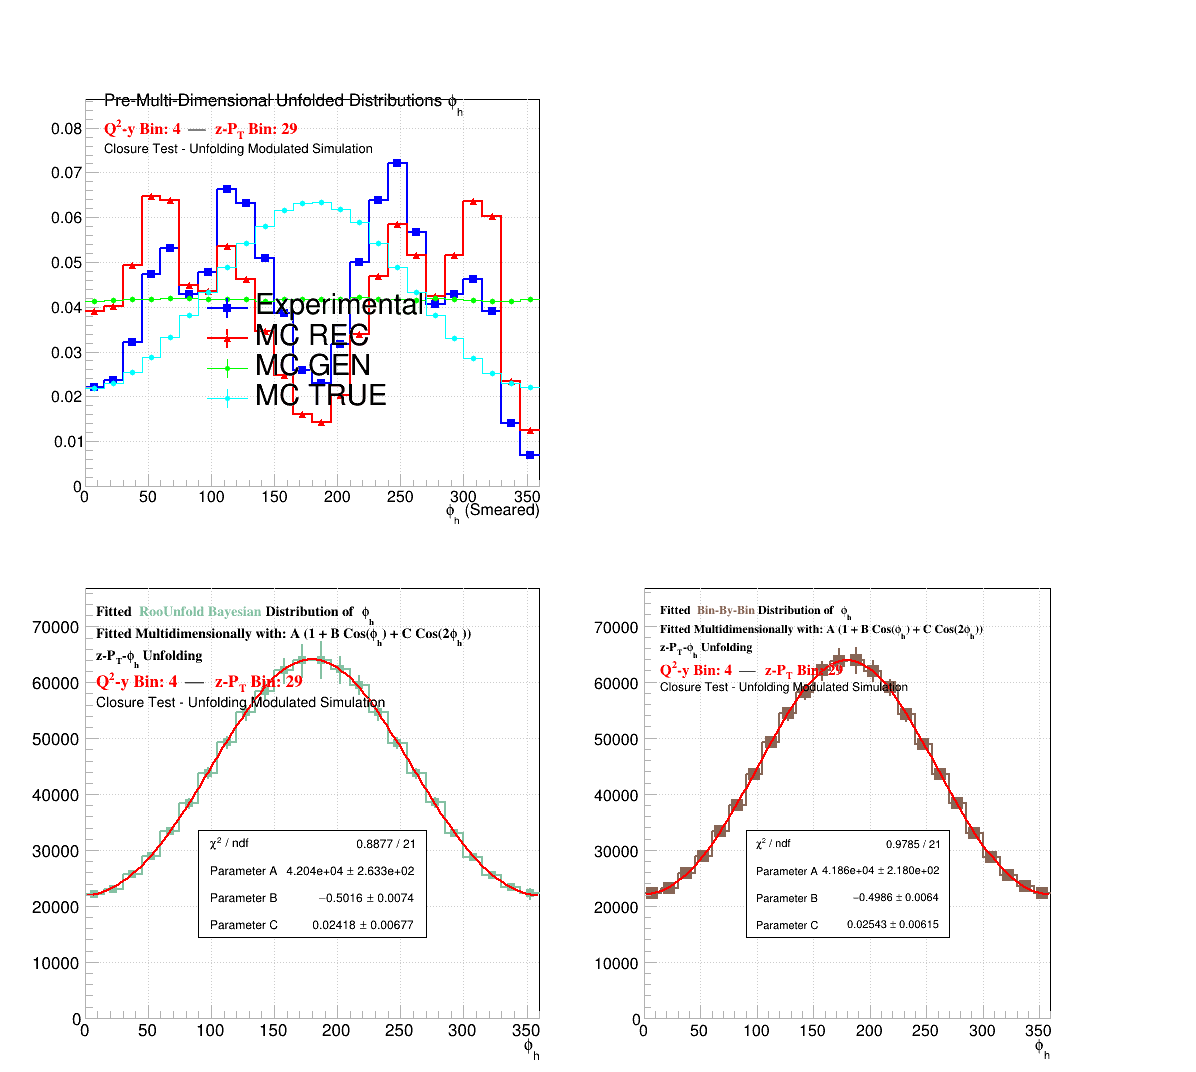 Pre-Multi-Dimensional Unfolded Distributions ϕh
Q²-y Bin: 4 — z-PT Bin: 29
Closure Test - Unfolding Modulated Simulation
0.08
0.07
0.06
0.05
0.04
0.03
0.02
0.01
0
Experimental
MC REC
MC GEN
MC TRUE
0 50 100 150 200 250 300 350
ϕh (Smeared)
Fitted RooUnfold Bayesian Distribution of ϕh
Fitted Multidimensionally with: A (1 + B Cos(ϕh) + C Cos(2ϕh))
z-PT-ϕh Unfolding
Q²-y Bin: 4 — z-PT Bin: 29
Closure Test - Unfolding Modulated Simulation
70000
60000
50000
40000
30000
20000
10000
0
χ² / ndf 0.8877 / 21
Parameter A 4.204e+04 ± 2.633e+02
Parameter B −0.5016 ± 0.0074
Parameter C 0.02418 ± 0.00677
0 50 100 150 200 250 300 350
ϕh
Fitted Bin-By-Bin Distribution of ϕh
Fitted Multidimensionally with: A (1 + B Cos(ϕh) + C Cos(2ϕh))
z-PT-ϕh Unfolding
Q²-y Bin: 4 — z-PT Bin: 29
Closure Test - Unfolding Modulated Simulation
70000
60000
50000
40000
30000
20000
10000
0
χ² / ndf 0.9785 / 21
Parameter A 4.186e+04 ± 2.180e+02
Parameter B −0.4986 ± 0.0064
Parameter C 0.02543 ± 0.00615
0 50 100 150 200 250 300 350
ϕh